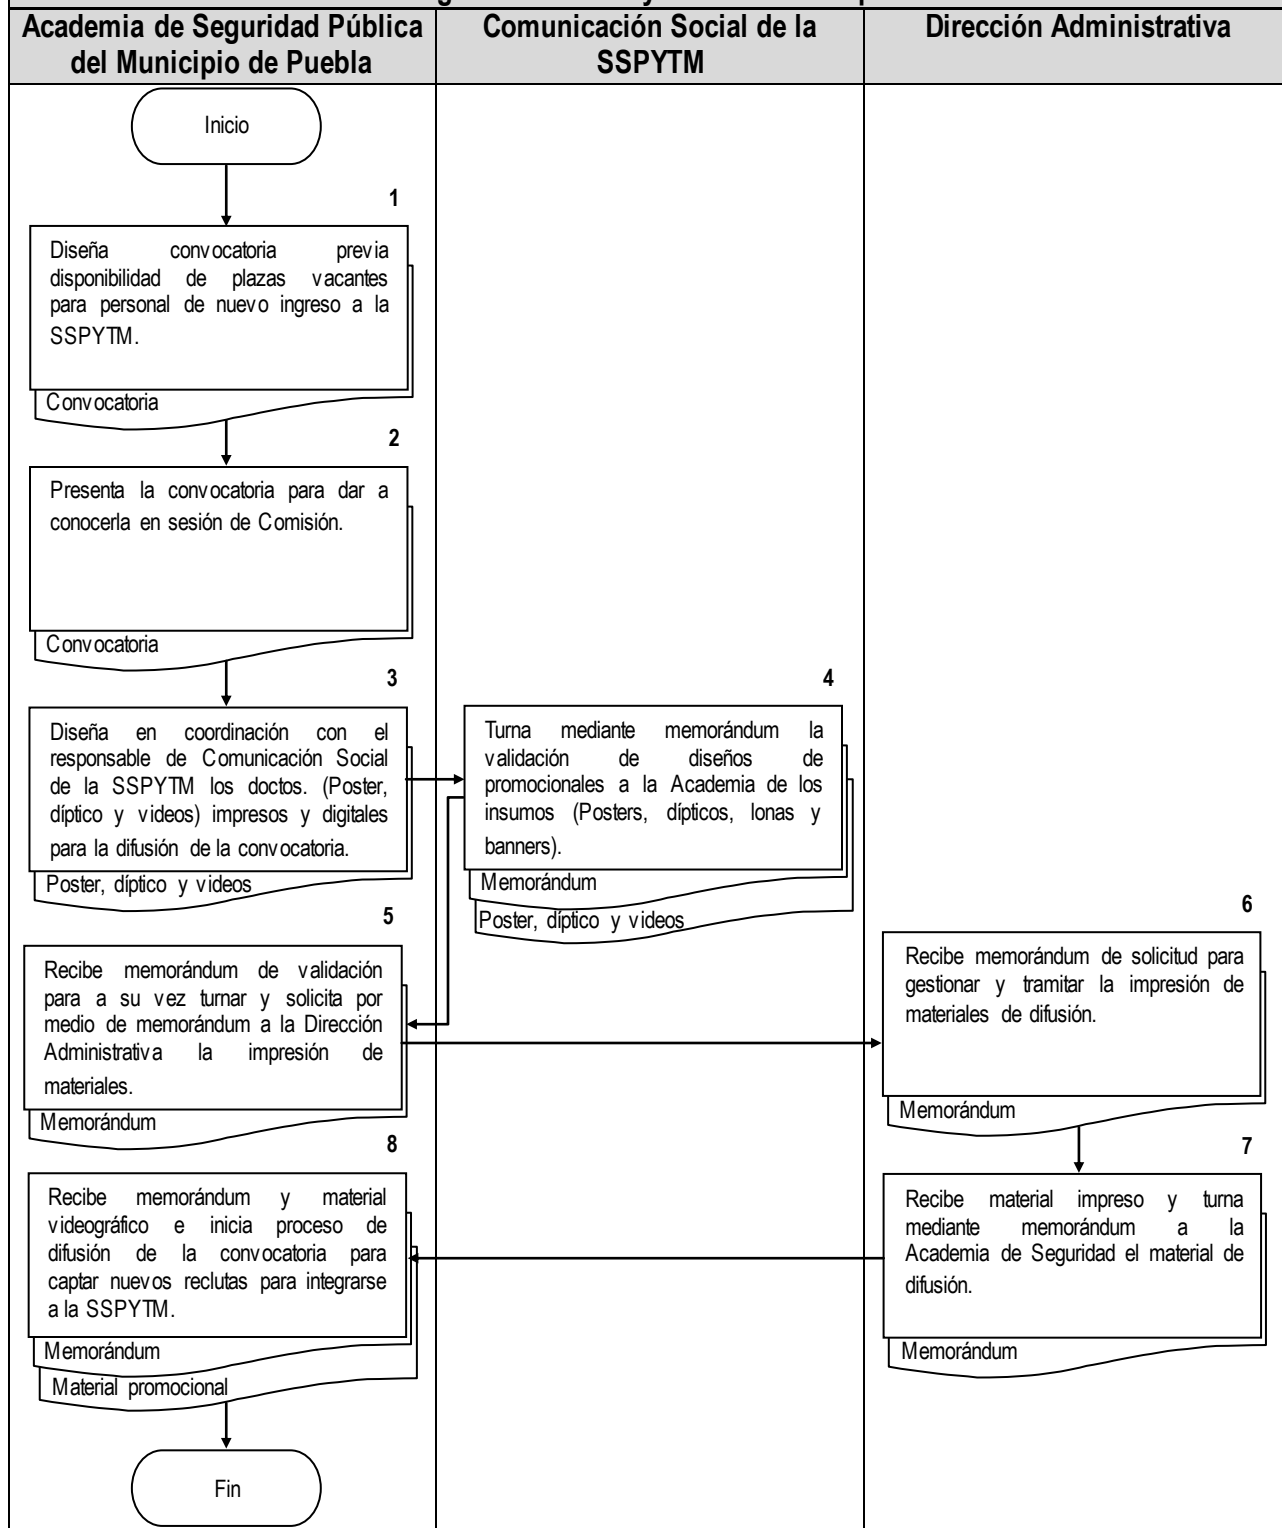 Academia de Seguridad Pública
del Municipio de Puebla
Comunicación Social de la
SSPYTM
Dirección Administrativa
Inicio
1
Diseña convocatoria previa
disponibilidad de plazas vacantes
para personal de nuevo ingreso a la
SSPYTM.
Convocatoria
2
Presenta la convocatoria para dar a
conocerla en sesión de Comisión.
Convocatoria
3
Diseña en coordinación con el
responsable de Comunicación Social
de la SSPYTM los doctos. (Poster,
díptico y videos) impresos y digitales
para la difusión de la convocatoria.
Poster, díptico y videos
4
Turna mediante memorándum la
validación de diseños de
promocionales a la Academia de los
insumos (Posters, dípticos, lonas y
banners).
Memorándum
Poster, díptico y videos
5
Recibe memorándum de validación
para a su vez turnar y solicita por
medio de memorándum a la Dirección
Administrativa la impresión de
materiales.
Memorándum
6
Recibe memorándum de solicitud para
gestionar y tramitar la impresión de
materiales de difusión.
Memorándum
7
Recibe material impreso y turna
mediante memorándum a la
Academia de Seguridad el material de
difusión.
Memorándum
8
Recibe memorándum y material
videográfico e inicia proceso de
difusión de la convocatoria para
captar nuevos reclutas para integrarse
a la SSPYTM.
Memorándum
Material promocional
Fin